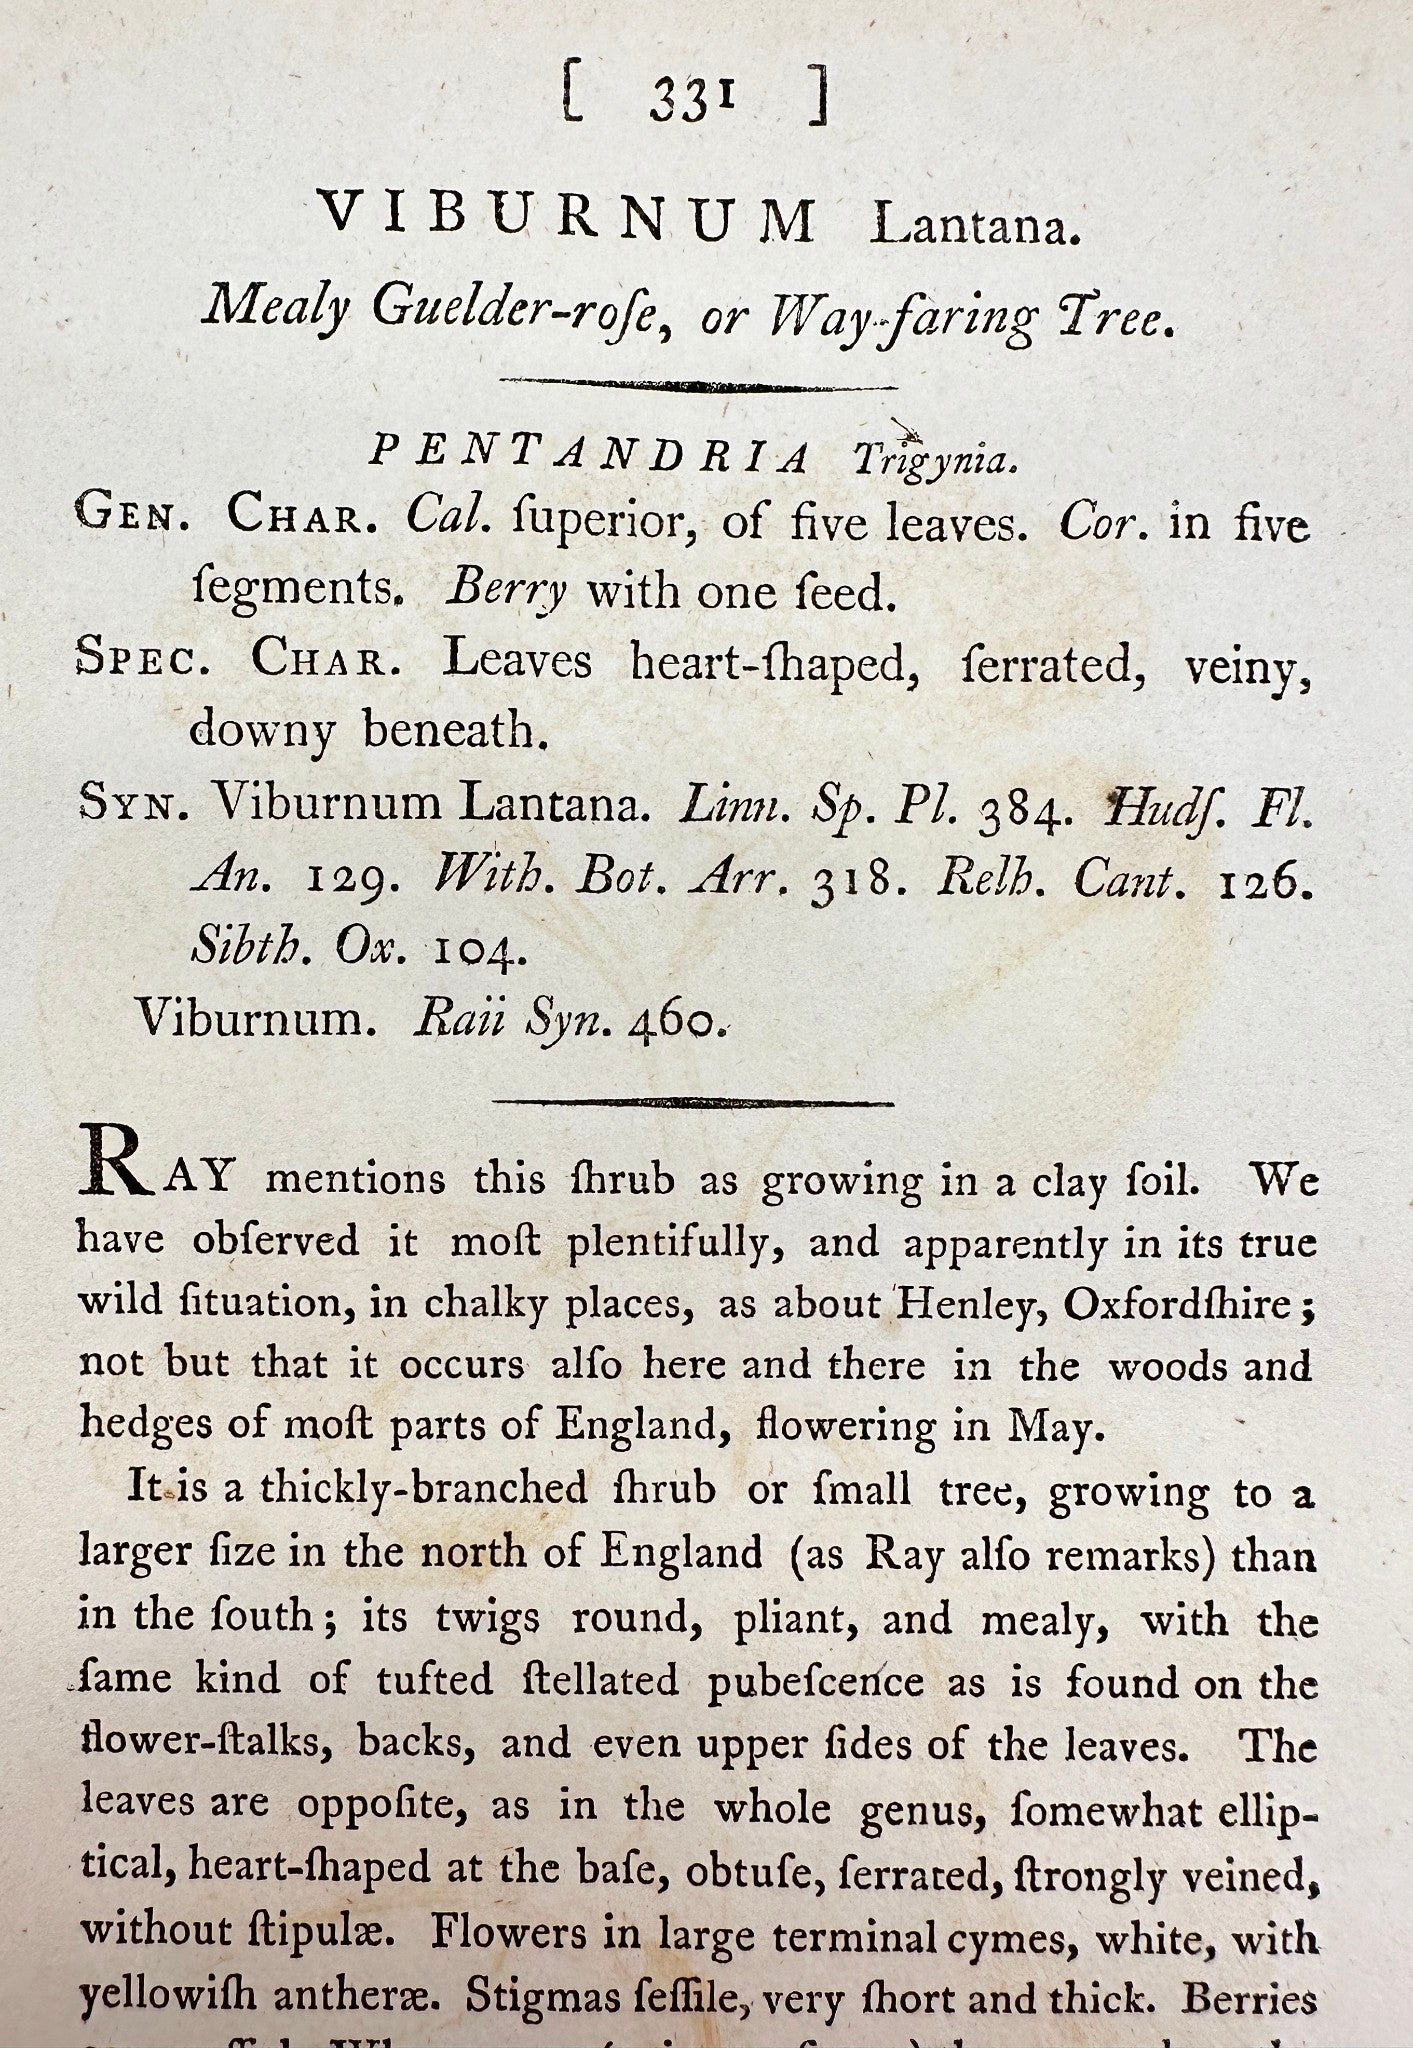 [ 331 ]
VIBURNUM Lantana.
Mealy Guelder-roſe, or Way-faring Tree.
PENTANDRIA Trigynia.
GEN. CHAR. Cal. ſuperior, of five leaves. Cor. in five
ſegments. Berry with one ſeed.
SPEC. CHAR. Leaves heart-ſhaped, ſerrated, veiny,
downy beneath.
SYN. Viburnum Lantana. Linn. Sp. Pl. 384. Hudſ. Fl.
An. 129. With. Bot. Arr. 318. Relh. Cant. 126.
Sibth. Ox. 104.
Viburnum. Raii Syn. 460.
RAY mentions this ſhrub as growing in a clay ſoil. We
have obſerved it moſt plentifully, and apparently in its true
wild ſituation, in chalky places, as about Henley, Oxfordſhire;
not but that it occurs alſo here and there in the woods and
hedges of moſt parts of England, flowering in May.
It is a thickly-branched ſhrub or ſmall tree, growing to a
larger ſize in the north of England (as Ray alſo remarks) than
in the ſouth; its twigs round, pliant, and mealy, with the
ſame kind of tufted ſtellated pubeſcence as is found on the
flower-ſtalks, backs, and even upper ſides of the leaves. The
leaves are oppoſite, as in the whole genus, ſomewhat ellip-
tical, heart-ſhaped at the baſe, obtuſe, ſerrated, ſtrongly veined,
without ſtipulæ. Flowers in large terminal cymes, white, with
yellowiſh antheræ. Stigmas ſeſſile, very ſhort and thick. Berries